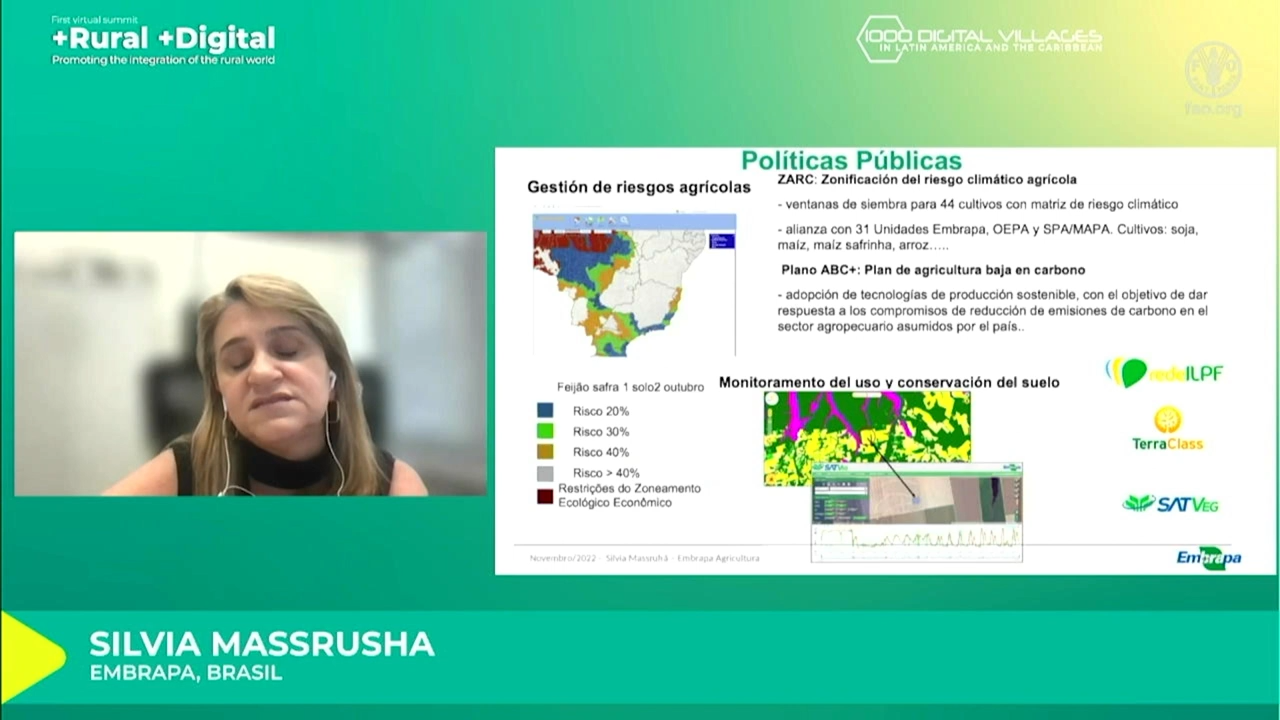 First virtual summit
+Rural +Digital
Promoting the integration of the rural world
1000 DIGITAL VILLAGES
IN LATIN AMERICA AND THE CARIBBEAN
fao.org
Políticas Públicas
Gestión de riesgos agrícolas
ZARC: Zonificación del riesgo climático agrícola
- ventanas de siembra para 44 cultivos con matriz de riesgo climático
- alianza con 31 Unidades Embrapa, OEPA y SPA/MAPA. Cultivos: soja,
maíz, maíz safrinha, arroz…..
Plano ABC+: Plan de agricultura baja en carbono
- adopción de tecnologías de producción sostenible, con el objetivo de dar
respuesta a los compromisos de reducción de emisiones de carbono en el
sector agropecuario asumidos por el país..
Feijão safra 1 solo2 outubro
Risco 20%
Risco 30%
Risco 40%
Risco > 40%
Restrições do Zoneamento
Ecológico Econômico
Monitoramento del uso y conservación del suelo
SATVeg
Embrapa
redeILPF
TerraClass
SATVEG
Embrapa
Novembro/2022 - Silvia Massruhá - Embrapa Agricultura
SILVIA MASSRUSHA
EMBRAPA, BRASIL